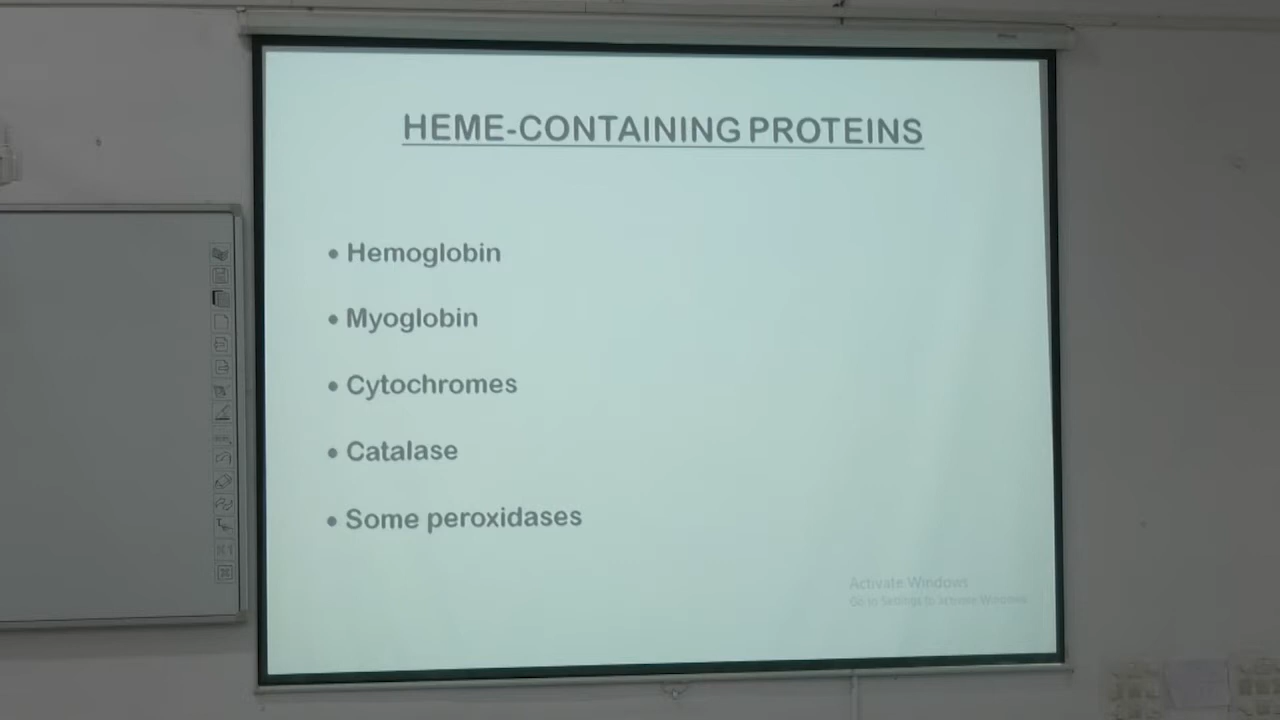 HEME-CONTAINING PROTEINS
• Hemoglobin
• Myoglobin
• Cytochromes
• Catalase
• Some peroxidases
Activate Windows
Go to Settings to activate Windows.